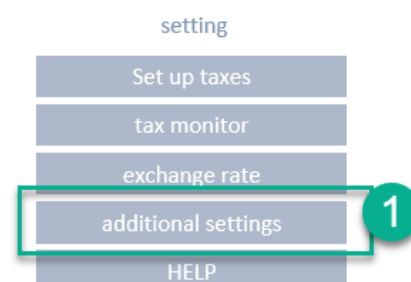 setting
Set up taxes
tax monitor
exchange rate
additional settings
1
HELP